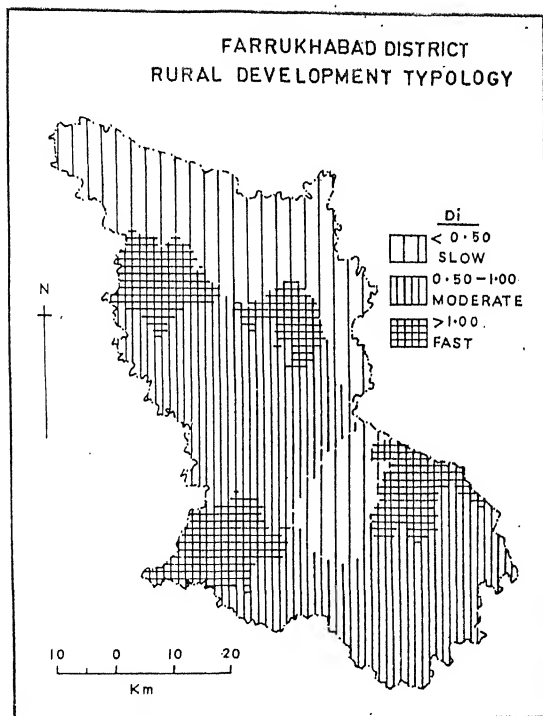 FARRUKHABAD DISTRICT
RURAL DEVELOPMENT TYPOLOGY
Di
< 0·50
SLOW
0·50-1·00
MODERATE
>1·00
FAST
N
10 0 10 20
Km